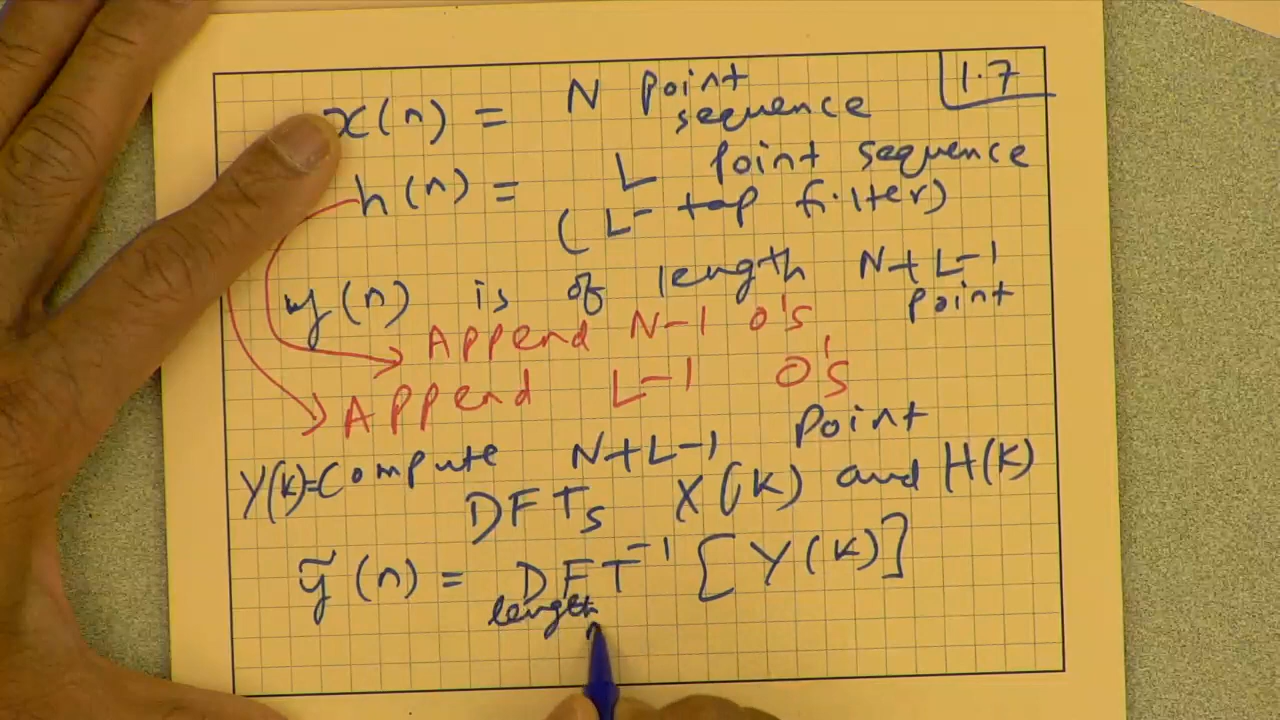 1.7
x(n) = N point sequence
h(n) = L point sequence
(L-tap filter)
y(n) is of length N+L-1 point
Append N-1 0's
Append L-1 0's
Y(k)=Compute N+L-1 point
DFTs X(k) and H(k)
ỹ(n) = DFT⁻¹ [Y(k)]
length